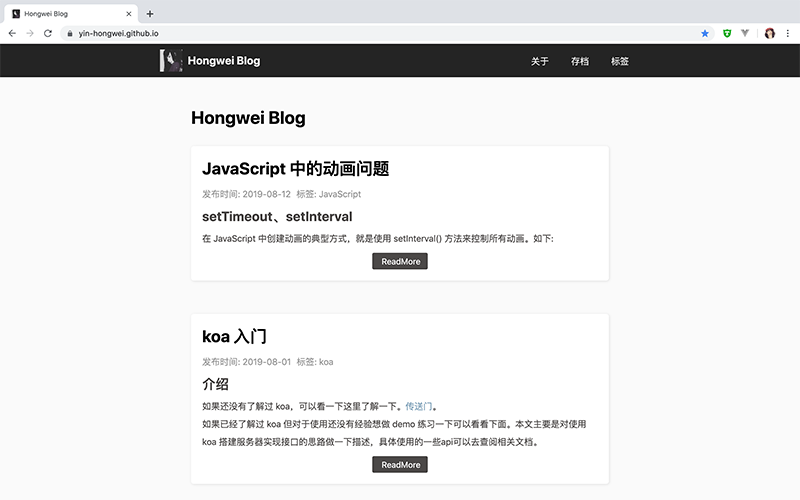 Hongwei Blog
yin-hongwei.github.io
Hongwei Blog
关于 存档 标签
Hongwei Blog
JavaScript 中的动画问题
发布时间: 2019-08-12 标签: JavaScript
setTimeout、setInterval
在 JavaScript 中创建动画的典型方式，就是使用 setInterval() 方法来控制所有动画。如下:
ReadMore
koa 入门
发布时间: 2019-08-01 标签: koa
介绍
如果还没有了解过 koa，可以看一下这里了解一下。传送门。
如果已经了解过 koa 但对于使用还没有经验想做 demo 练习一下可以看看下面。本文主要是对使用
koa 搭建服务器实现接口的思路做一下描述，具体使用的一些api可以去查阅相关文档。
ReadMore